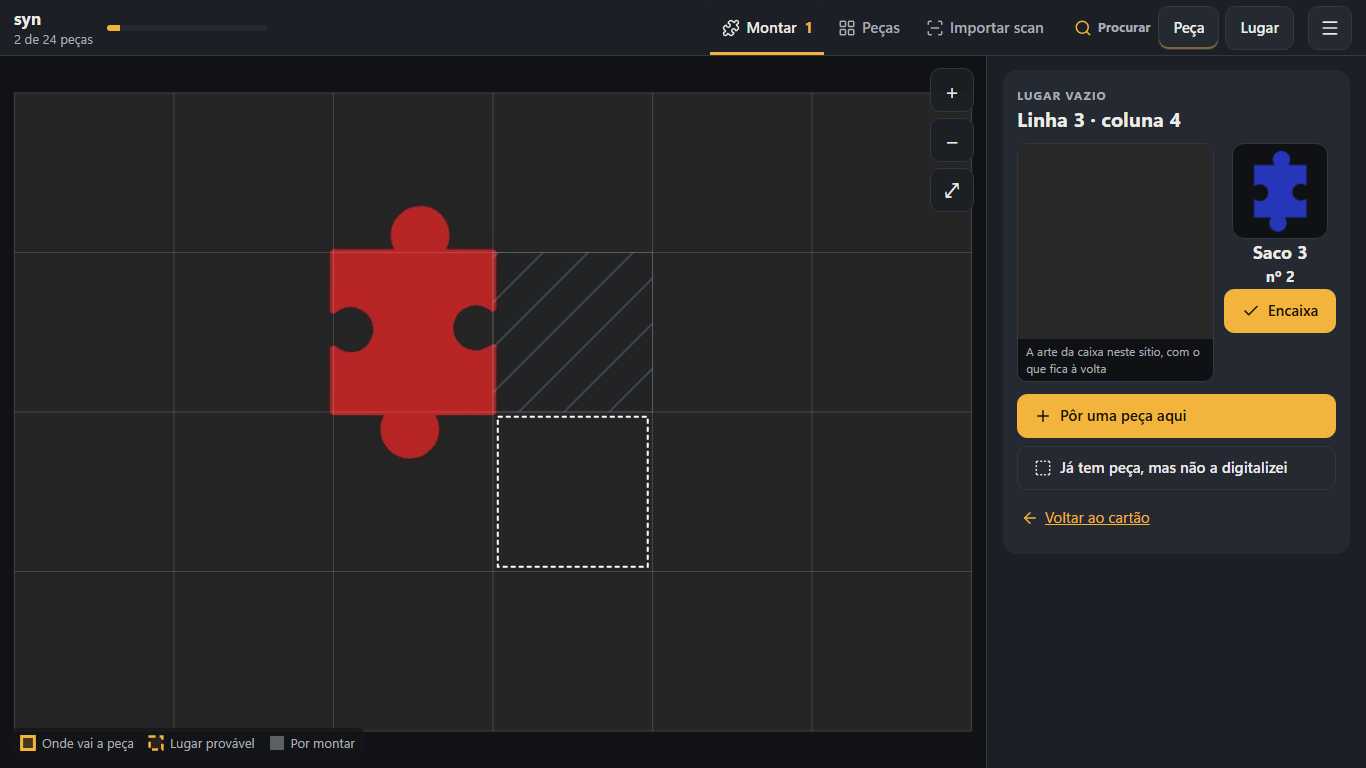 syn
2 de 24 peças
Montar 1
Peças
Importar scan
Procurar
Peça
Lugar
+
−
LUGAR VAZIO
Linha 3 · coluna 4
Saco 3
nº 2
Encaixa
A arte da caixa neste sítio, com o
que fica à volta
+ Pôr uma peça aqui
Já tem peça, mas não a digitalizei
← Voltar ao cartão
Onde vai a peça
Lugar provável
Por montar